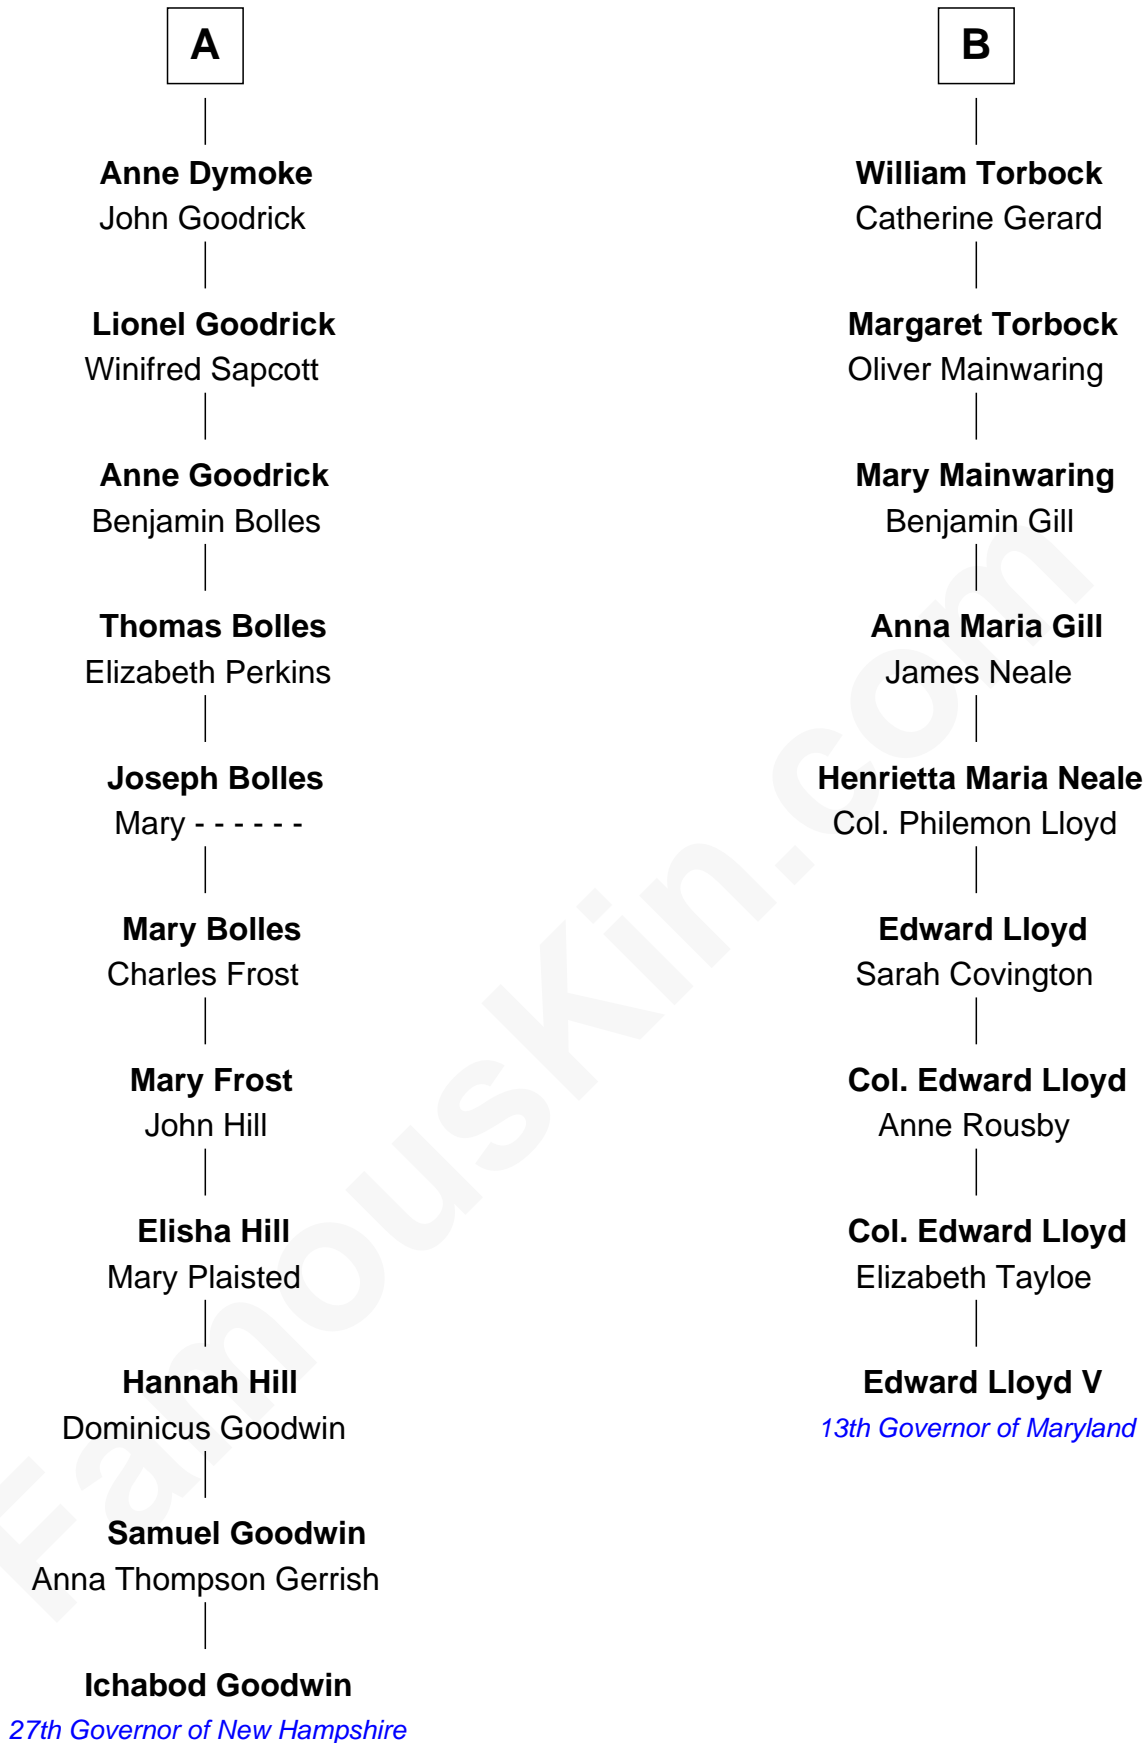 A
Anne Dymoke
John Goodrick
Lionel Goodrick
Winifred Sapcott
Anne Goodrick
Benjamin Bolles
Thomas Bolles
Elizabeth Perkins
Joseph Bolles
Mary - - - - - -
Mary Bolles
Charles Frost
Mary Frost
John Hill
Elisha Hill
Mary Plaisted
Hannah Hill
Dominicus Goodwin
Samuel Goodwin
Anna Thompson Gerrish
Ichabod Goodwin
27th Governor of New Hampshire
B
William Torbock
Catherine Gerard
Margaret Torbock
Oliver Mainwaring
Mary Mainwaring
Benjamin Gill
Anna Maria Gill
James Neale
Henrietta Maria Neale
Col. Philemon Lloyd
Edward Lloyd
Sarah Covington
Col. Edward Lloyd
Anne Rousby
Col. Edward Lloyd
Elizabeth Tayloe
Edward Lloyd V
13th Governor of Maryland
FamousKin.com